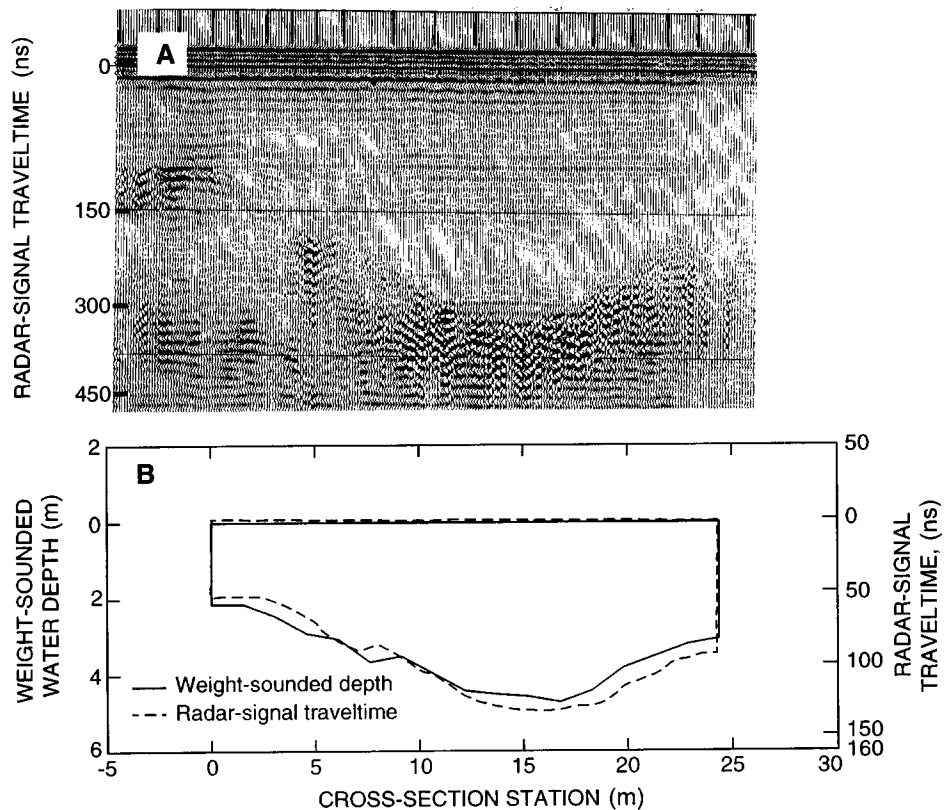 A
RADAR-SIGNAL TRAVELTIME (ns)
0
150
300
450
B
WEIGHT-SOUNDED
WATER DEPTH (m)
2
0
2
4
6
50
0
50
100
150
160
RADAR-SIGNAL
TRAVELTIME, (ns)
Weight-sounded depth
Radar-signal traveltime
-5
0
5
10
15
20
25
30
CROSS-SECTION STATION (m)